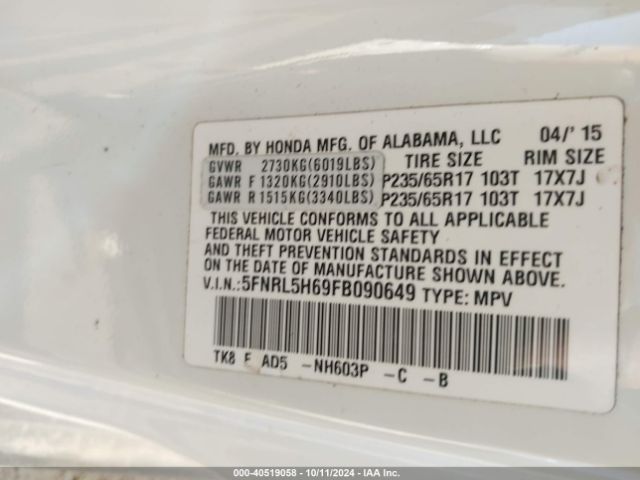 MFD. BY HONDA MFG. OF ALABAMA, LLC 04/' 15
GVWR 2730KG(6019LBS) TIRE SIZE RIM SIZE
GAWR F 1320KG(2910LBS) P235/65R17 103T 17X7J
GAWR R 1515KG(3340LBS) P235/65R17 103T 17X7J
THIS VEHICLE CONFORMS TO ALL APPLICABLE
FEDERAL MOTOR VEHICLE SAFETY
AND THEFT PREVENTION STANDARDS IN EFFECT
ON THE DATE OF MANUFACTURE SHOWN ABOVE.
V.I.N.:5FNRL5H69FB090649 TYPE: MPV
TK8 F AD5 -NH603P -C -B
000-40519058 - 10/11/2024 - IAA Inc.